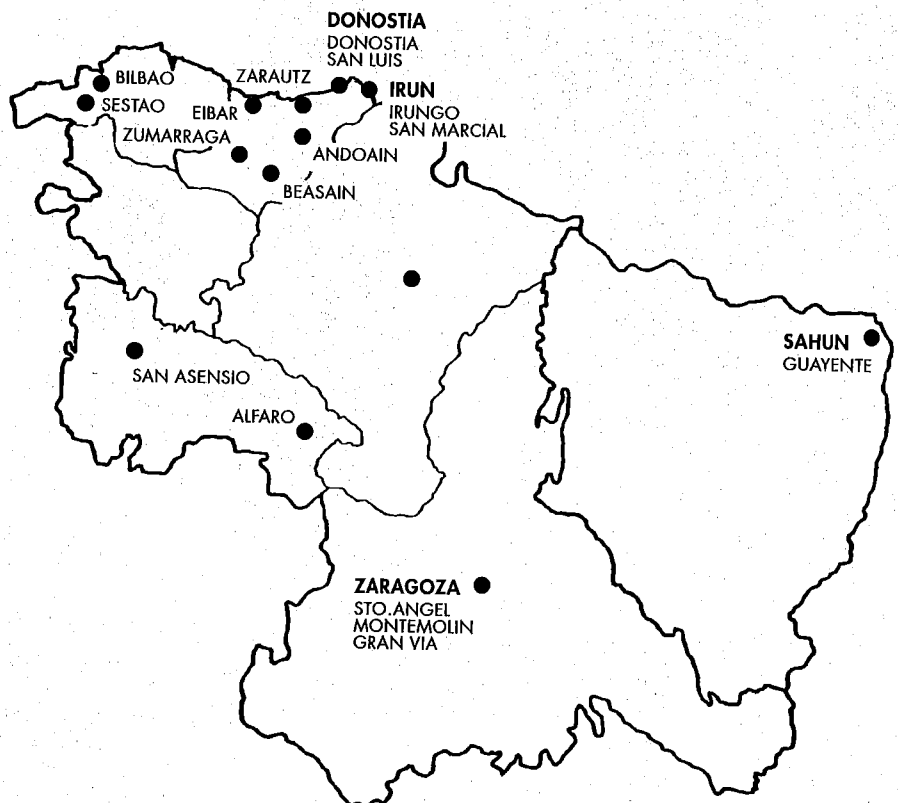 DONOSTIA
DONOSTIA
SAN LUIS
BILBAO
ZARAUTZ
IRUN
SESTAO
EIBAR
IRUNGO
SAN MARCIAL
ZUMARRAGA
ANDOAIN
BEASAIN
SAHUN
GUAYENTE
SAN ASENSIO
ALFARO
ZARAGOZA
STO.ANGEL
MONTEMOLIN
GRAN VIA